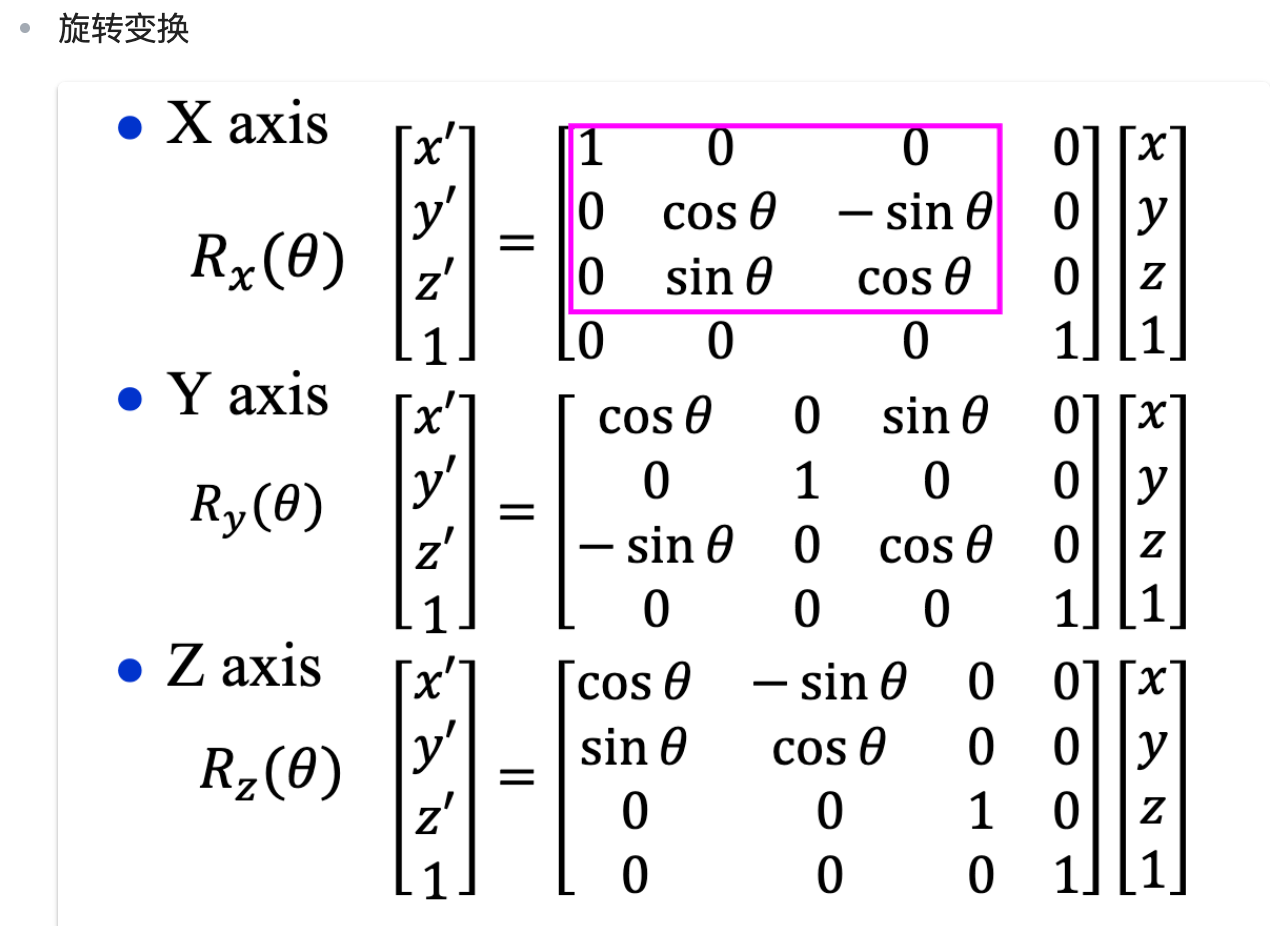 旋转变换
X axis
R_x(θ) [x′ y′ z′ 1] = [1 0 0 0; 0 cos θ − sin θ 0; 0 sin θ cos θ 0; 0 0 0 1] [x y z 1]
Y axis
R_y(θ) [x′ y′ z′ 1] = [cos θ 0 sin θ 0; 0 1 0 0; − sin θ 0 cos θ 0; 0 0 0 1] [x y z 1]
Z axis
R_z(θ) [x′ y′ z′ 1] = [cos θ − sin θ 0 0; sin θ cos θ 0 0; 0 0 1 0; 0 0 0 1] [x y z 1]